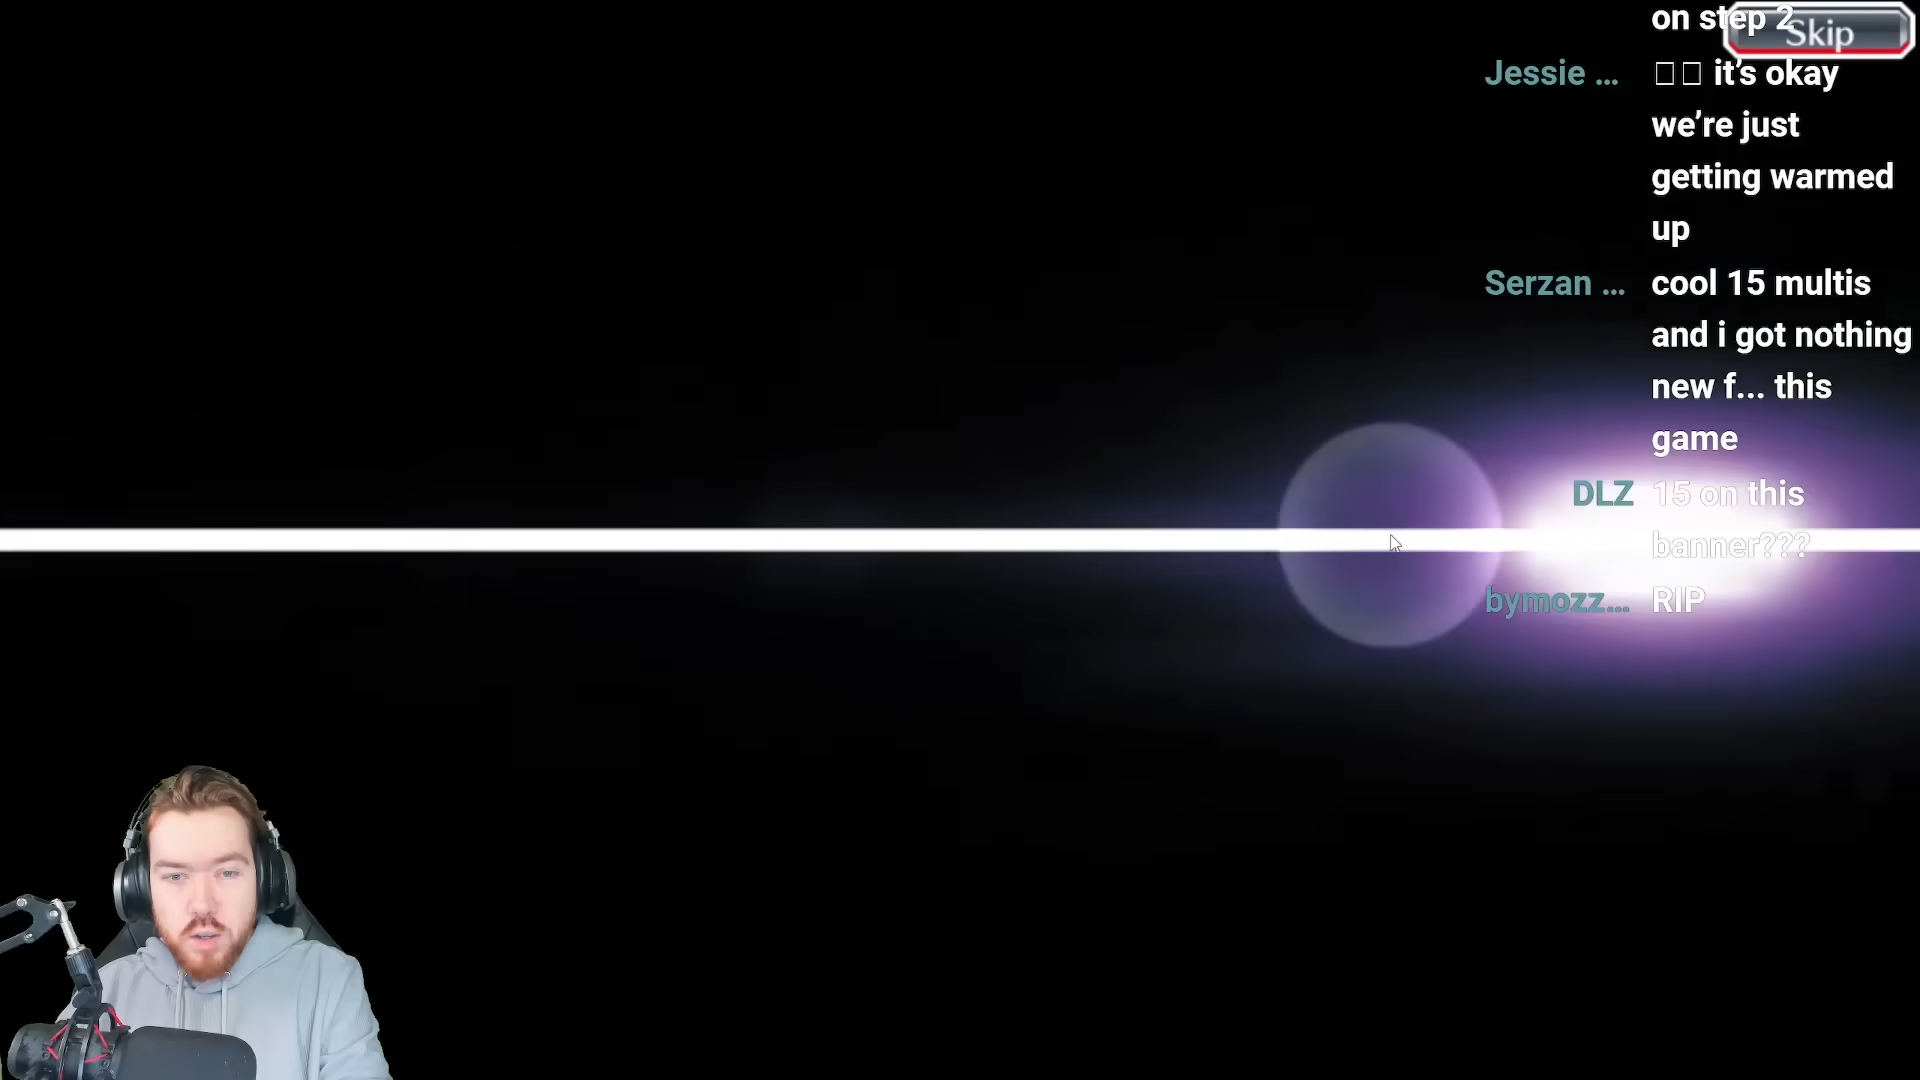 on step 2
Skip
Jessie ... it’s okay
we’re just
getting warmed
up
Serzan ... cool 15 multis
and i got nothing
new f... this
game
DLZ 15 on this
banner???
bymozz... RIP